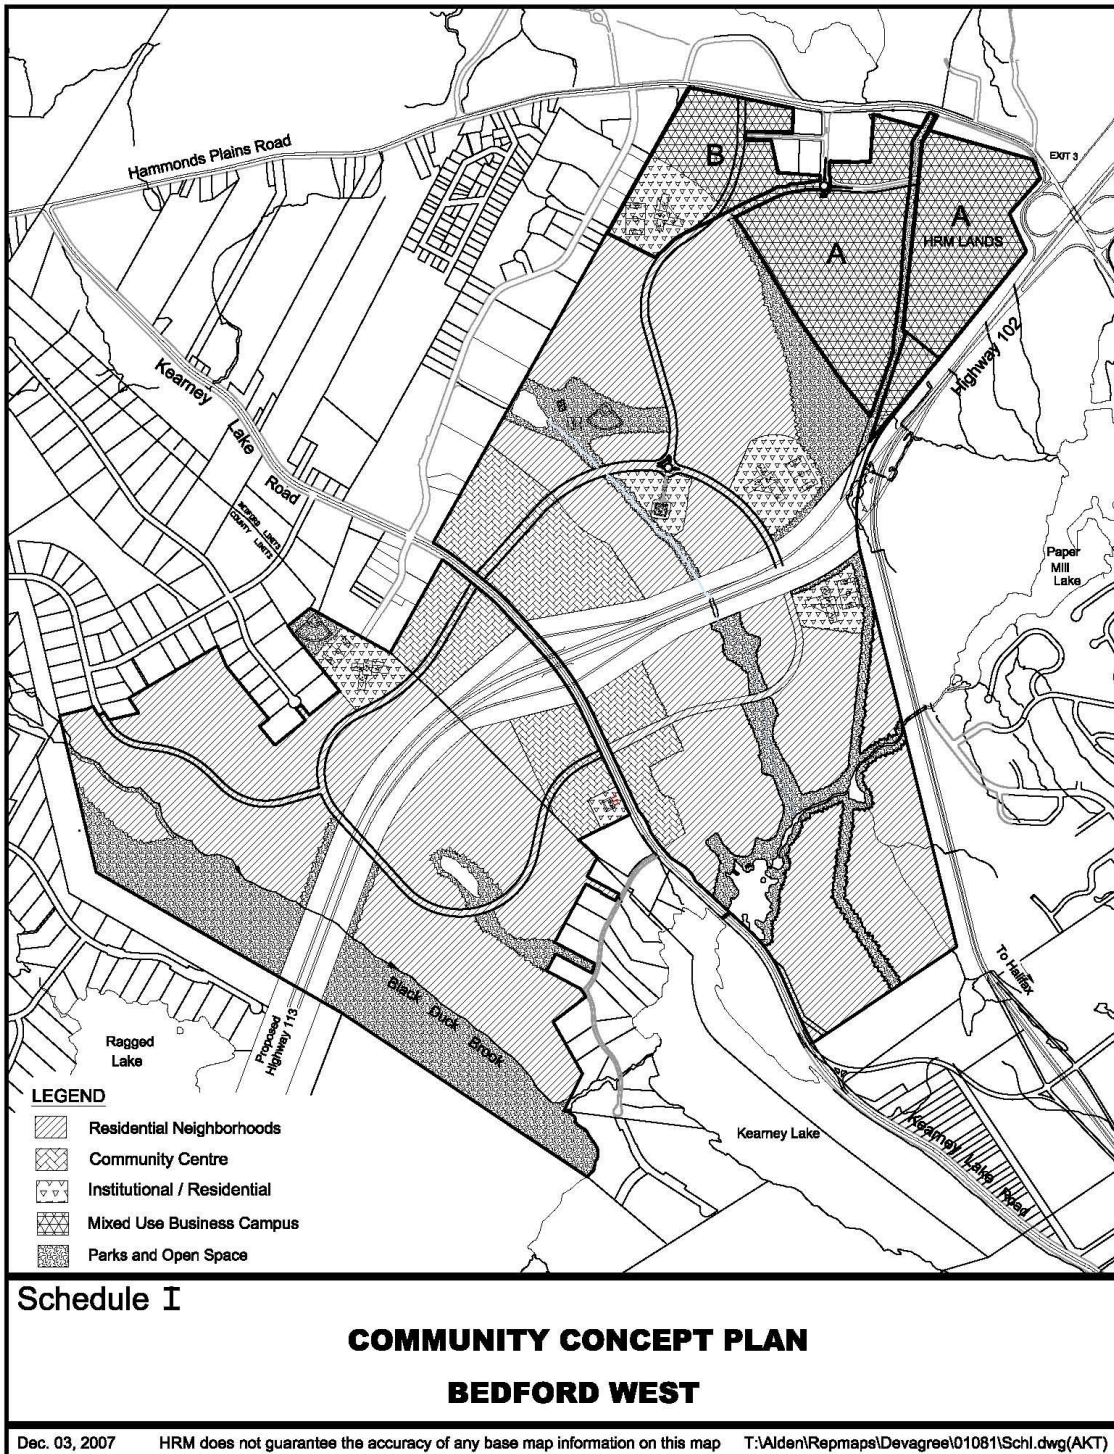 Hammonds Plains Road
EXIT 3
B
A
A
HRM LANDS
Highway 102
Kearney
Lake
Road
BEDFORD LIMITS
COUNTY LIMITS
Paper
Mill
Lake
To Halifax
Black Duck Brook
Proposed
Highway 113
Ragged
Lake
Kearney Lake
Kearney Lake Road
LEGEND
Residential Neighborhoods
Community Centre
Institutional / Residential
Mixed Use Business Campus
Parks and Open Space
Schedule I
COMMUNITY CONCEPT PLAN
BEDFORD WEST
Dec. 03, 2007 HRM does not guarantee the accuracy of any base map information on this map T:\Alden\Repmaps\Devagree\01081\SchI.dwg(AKT)